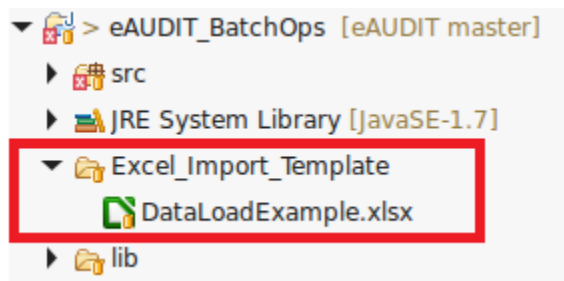 > eAUDIT_BatchOps [eAUDIT master]
src
JRE System Library [JavaSE-1.7]
Excel_Import_Template
DataLoadExample.xlsx
lib